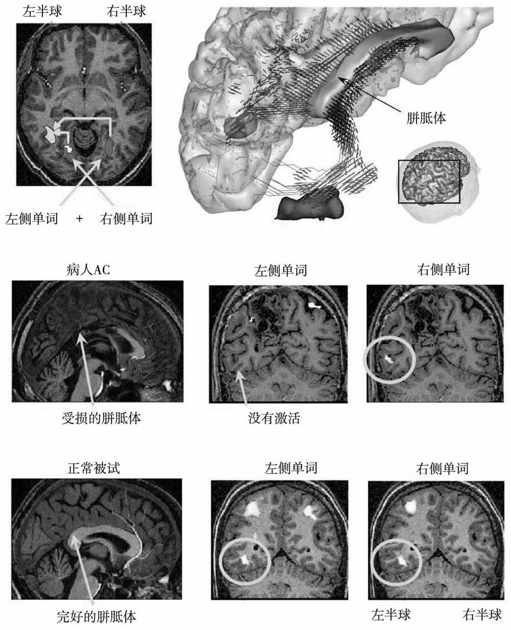 左半球 右半球
胼胝体
左侧单词 + 右侧单词
病人AC 左侧单词 右侧单词
受损的胼胝体 没有激活
正常被试 左侧单词 右侧单词
完好的胼胝体 左半球 右半球